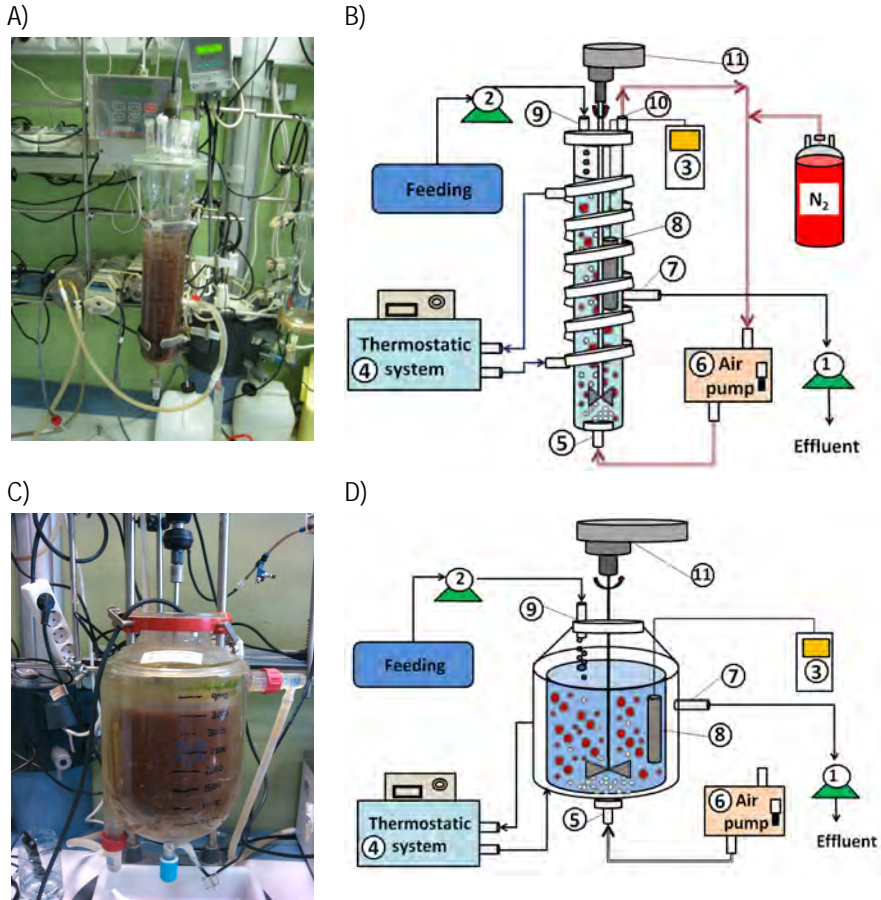 A)
B)
11
2
9
10
3
Feeding
N2
8
7
Thermostatic
4
system
6
Air
pump
1
5
Effluent
C)
D)
11
2
9
Feeding
3
7
8
Thermostatic
4
system
6
Air
pump
1
5
Effluent